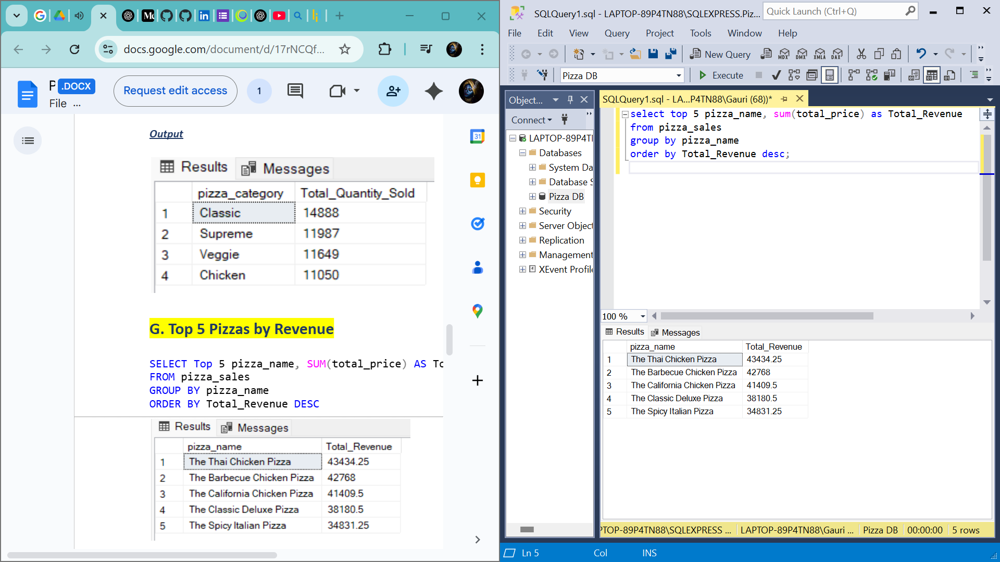 docs.google.com/document/d/17rNCQf...
.DOCX
Request edit access
1
File ...
Output
Results Messages
pizza_category Total_Quantity_Sold
1 Classic 14888
2 Supreme 11987
3 Veggie 11649
4 Chicken 11050
G. Top 5 Pizzas by Revenue
SELECT Top 5 pizza_name, SUM(total_price) AS To
FROM pizza_sales
GROUP BY pizza_name
ORDER BY Total_Revenue DESC
Results Messages
pizza_name Total_Revenue
1 The Thai Chicken Pizza 43434.25
2 The Barbecue Chicken Pizza 42768
3 The California Chicken Pizza 41409.5
4 The Classic Deluxe Pizza 38180.5
5 The Spicy Italian Pizza 34831.25
31
SQLQuery1.sql - LAPTOP-89P4TN88\SQLEXPRESS.Piz...
Quick Launch (Ctrl+Q)
File Edit View Query Project Tools Window Help
New Query MDX DMX XMLA DAX
Pizza DB Execute
Object...
Connect
LAPTOP-89P4T
Databases
System Da
Database S
Pizza DB
Security
Server Object
Replication
Management
XEvent Profile
SQLQuery1.sql - LA...P4TN88\Gauri (68))*
select top 5 pizza_name, sum(total_price) as Total_Revenue
from pizza_sales
group by pizza_name
order by Total_Revenue desc;
100 %
Results Messages
pizza_name Total_Revenue
1 The Thai Chicken Pizza 43434.25
2 The Barbecue Chicken Pizza 42768
3 The California Chicken Pizza 41409.5
4 The Classic Deluxe Pizza 38180.5
5 The Spicy Italian Pizza 34831.25
PTOP-89P4TN88\SQLEXPRESS ... LAPTOP-89P4TN88\Gauri ... Pizza DB 00:00:00 5 rows
Ln 5 Col INS